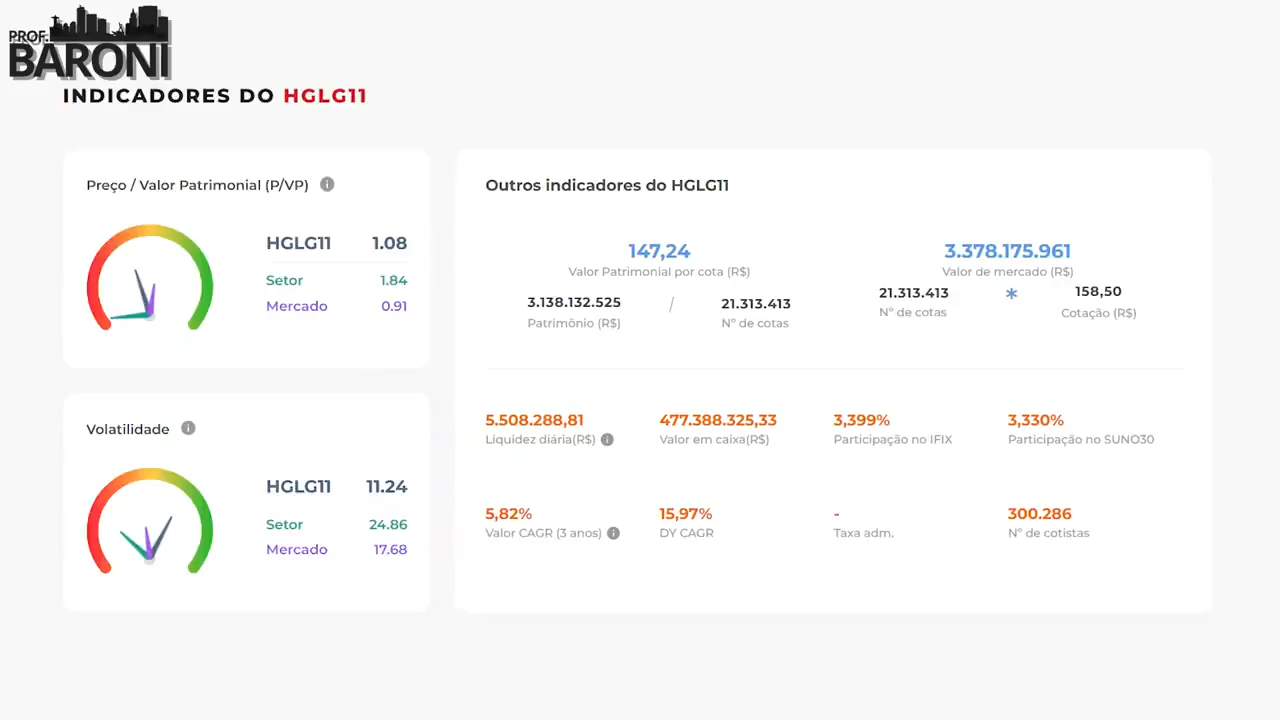 PROF.
BARONI
INDICADORES DO HGLG11
Preço / Valor Patrimonial (P/VP)
HGLG11 1.08
Setor 1.84
Mercado 0.91
Volatilidade
HGLG11 11.24
Setor 24.86
Mercado 17.68
Outros indicadores do HGLG11
147,24
Valor Patrimonial por cota (R$)
3.138.132.525 / 21.313.413
Patrimônio (R$) Nº de cotas
3.378.175.961
Valor de mercado (R$)
21.313.413 * 158,50
Nº de cotas Cotação (R$)
5.508.288,81 477.388.325,33 3,399% 3,330%
Liquidez diária(R$) Valor em caixa(R$) Participação no IFIX Participação no SUNO30
5,82% 15,97% - 300.286
Valor CAGR (3 anos) DY CAGR Taxa adm. Nº de cotistas